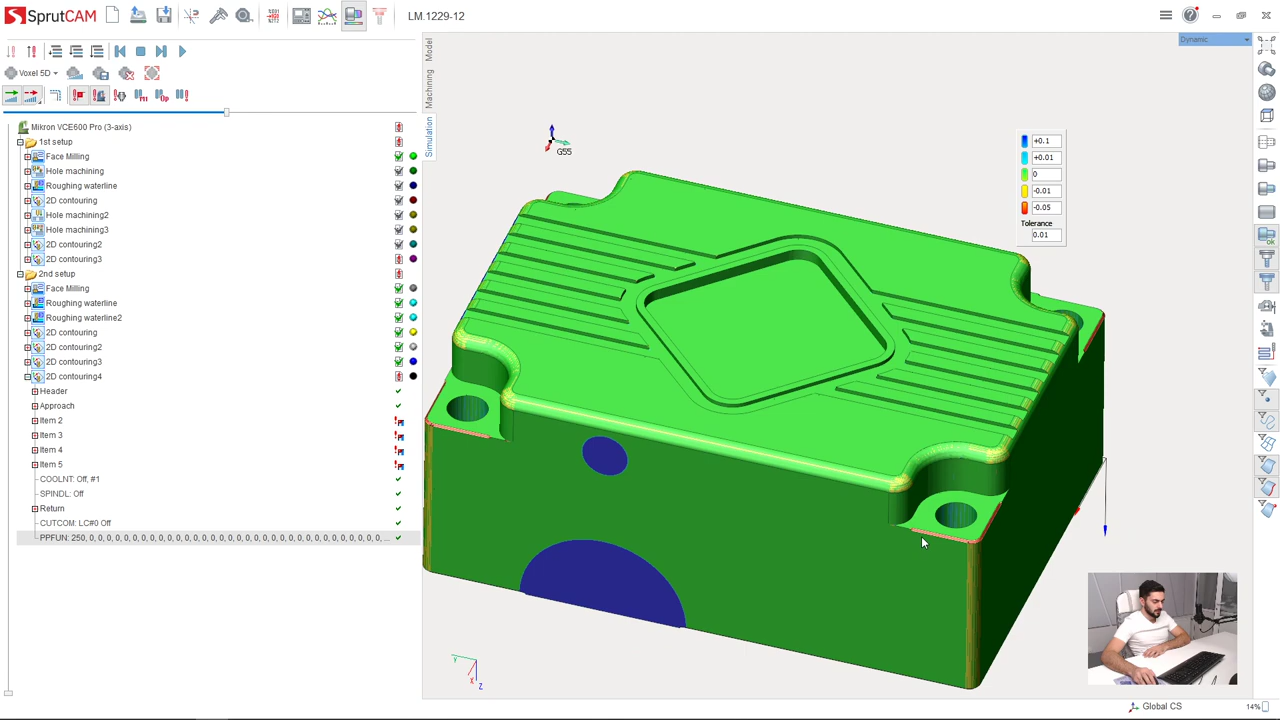 SprutCAM
LM.1229-12
Dynamic
Voxel 5D
Model
Machining
Simulation
Mikron VCE600 Pro (3-axis)
1st setup
Face Milling
Hole machining
Roughing waterline
2D contouring
Hole machining2
Hole machining3
2D contouring2
2D contouring3
2nd setup
Face Milling
Roughing waterline
Roughing waterline2
2D contouring
2D contouring2
2D contouring3
2D contouring4
Header
Approach
Item 2
Item 3
Item 4
Item 5
COOLNT: Off, #1
SPINDL: Off
Return
CUTCOM: LC#0 Off
PPFUN: 250, 0, 0, 0, 0, 0, 0, 0, 0, 0, 0, 0, 0, 0, 0, 0, 0, 0, 0, 0, 0, 0, 0, 0, 0, 0, 0, 0, 0, 0, 0, 0, 0, ...
G55
+0.1
+0.01
0
-0.01
-0.05
Tolerance
0.01
Y
X
Z
Global CS
14%